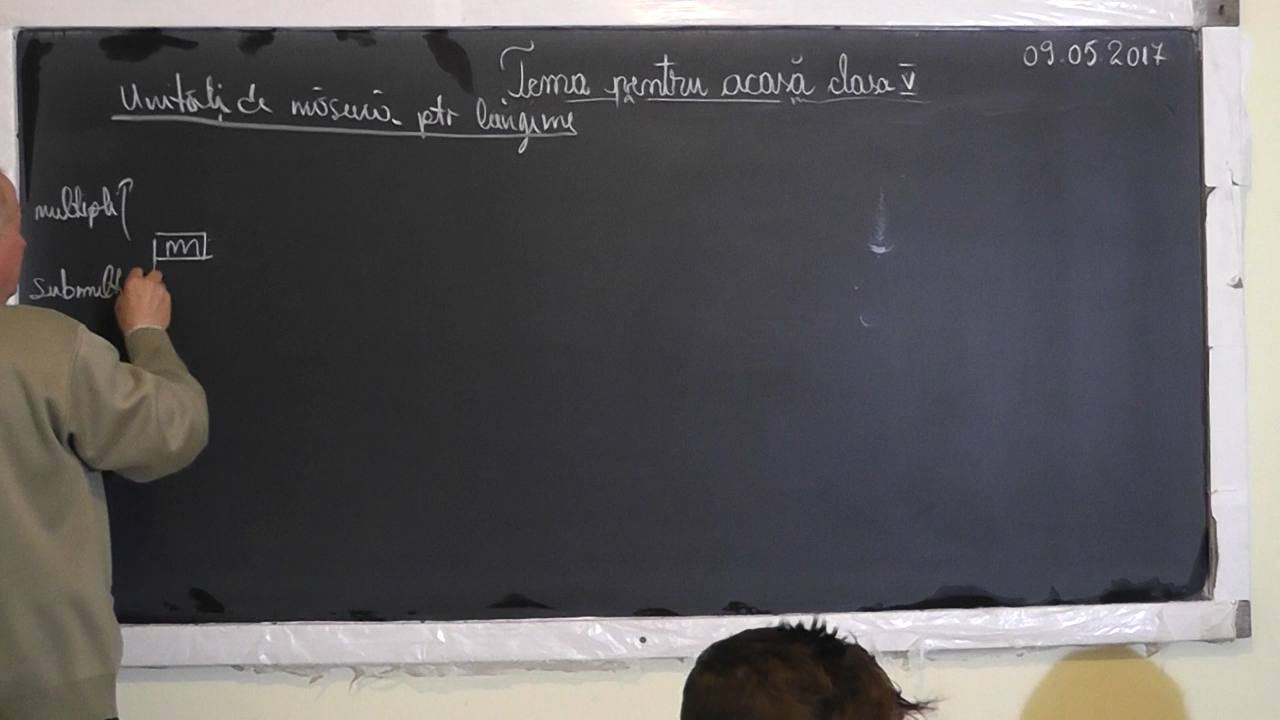 09.05.2017
Tema pentru acasă clasa V
Unități de măsură ptr lungime
multipli
m
submult